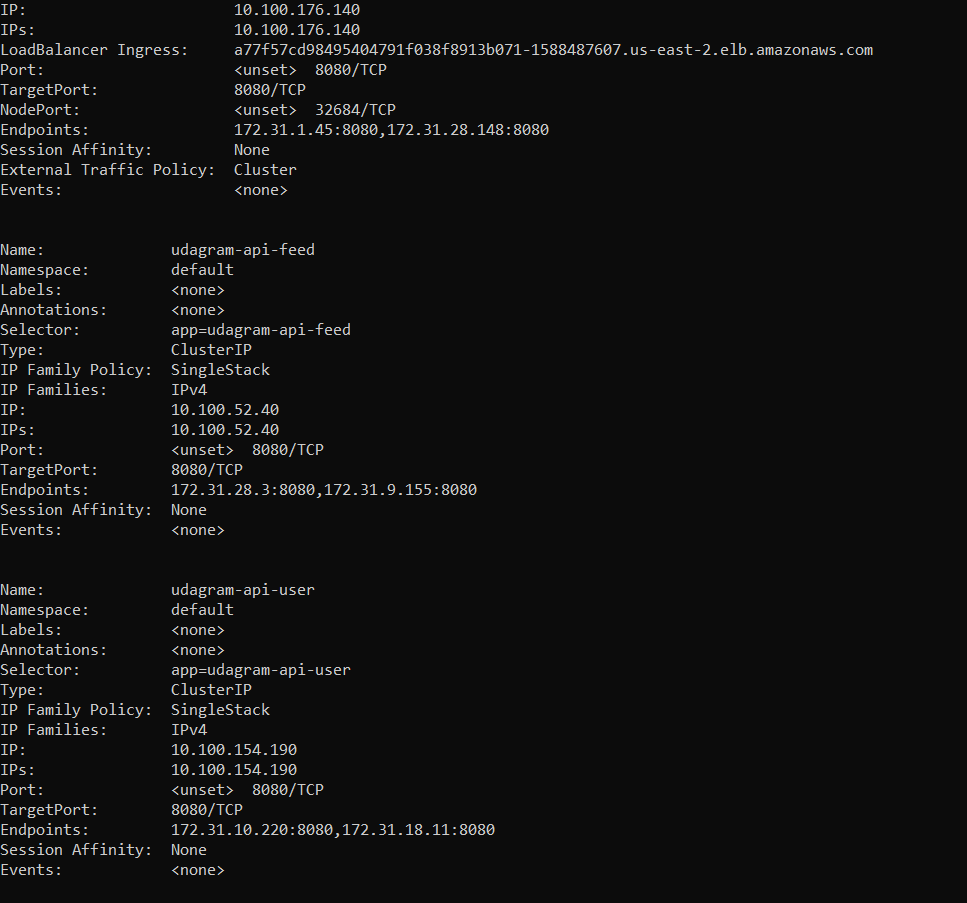 IP:                       10.100.176.140
IPs:                      10.100.176.140
LoadBalancer Ingress:     a77f57cd98495404791f038f8913b071-1588487607.us-east-2.elb.amazonaws.com
Port:                     <unset>  8080/TCP
TargetPort:               8080/TCP
NodePort:                 <unset>  32684/TCP
Endpoints:                172.31.1.45:8080,172.31.28.148:8080
Session Affinity:         None
External Traffic Policy:  Cluster
Events:                   <none>
Name:              udagram-api-feed
Namespace:         default
Labels:            <none>
Annotations:       <none>
Selector:          app=udagram-api-feed
Type:              ClusterIP
IP Family Policy:  SingleStack
IP Families:       IPv4
IP:                10.100.52.40
IPs:               10.100.52.40
Port:              <unset>  8080/TCP
TargetPort:        8080/TCP
Endpoints:         172.31.28.3:8080,172.31.9.155:8080
Session Affinity:  None
Events:            <none>
Name:              udagram-api-user
Namespace:         default
Labels:            <none>
Annotations:       <none>
Selector:          app=udagram-api-user
Type:              ClusterIP
IP Family Policy:  SingleStack
IP Families:       IPv4
IP:                10.100.154.190
IPs:               10.100.154.190
Port:              <unset>  8080/TCP
TargetPort:        8080/TCP
Endpoints:         172.31.10.220:8080,172.31.18.11:8080
Session Affinity:  None
Events:            <none>